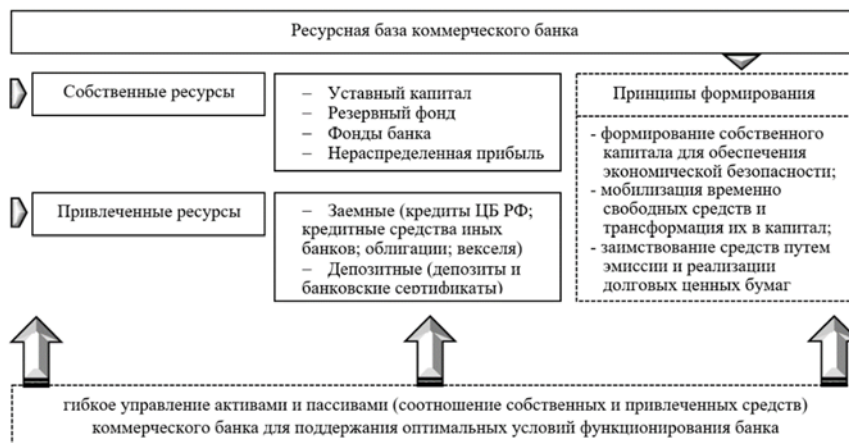 Ресурсная база коммерческого банка
Собственные ресурсы
– Уставный капитал
– Резервный фонд
– Фонды банка
– Нераспределенная прибыль
Принципы формирования
- формирование собственного
капитала для обеспечения
экономической безопасности;
- мобилизация временно
свободных средств и
трансформация их в капитал;
- заимствование средств путем
эмиссии и реализации
долговых ценных бумаг
Привлеченные ресурсы
– Заемные (кредиты ЦБ РФ;
кредитные средства иных
банков; облигации; векселя)
– Депозитные (депозиты и
банковские сертификаты)
гибкое управление активами и пассивами (соотношение собственных и привлеченных средств)
коммерческого банка для поддержания оптимальных условий функционирования банка